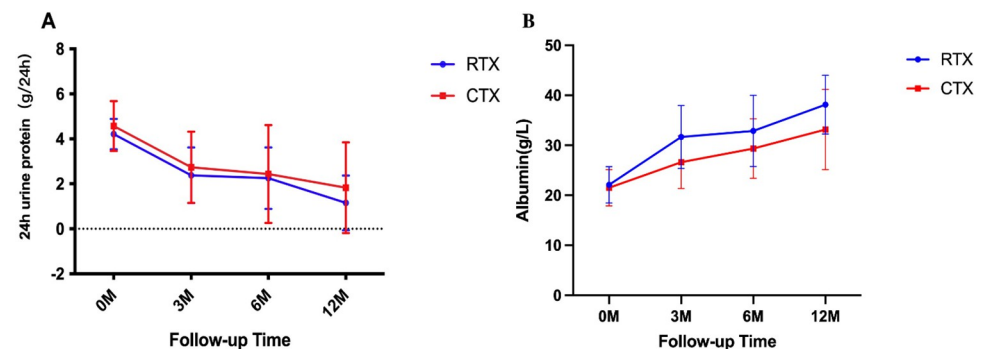 A
8
6
4
2
0
-2
24h urine protein (g/24h)
0M
3M
6M
12M
Follow-up Time
RTX
CTX
B
50
40
30
20
10
0
Albumin(g/L)
0M
3M
6M
12M
Follow-up Time
RTX
CTX